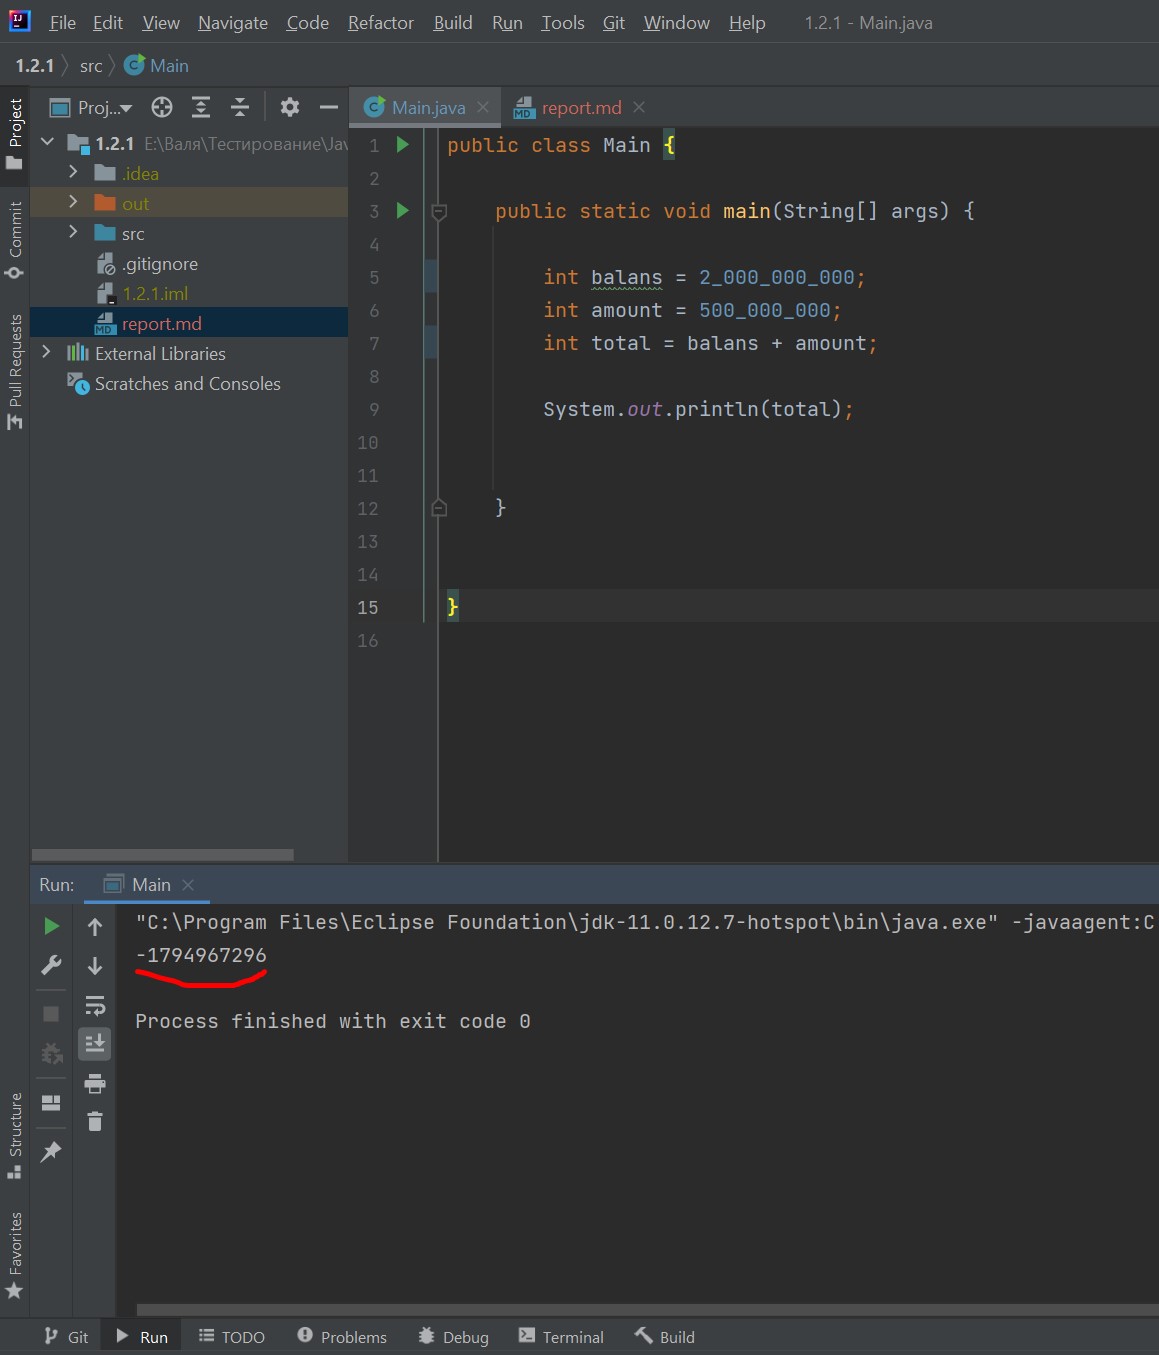 File Edit View Navigate Code Refactor Build Run Tools Git Window Help 1.2.1 - Main.java
1.2.1 src Main
Project
Commit
Pull Requests
Proj...
1.2.1 E:\Валя\Тестирование\Jav
.idea
out
src
.gitignore
1.2.1.iml
report.md
External Libraries
Scratches and Consoles
Main.java report.md
1 public class Main {
2
3 public static void main(String[] args) {
4
5 int balans = 2_000_000_000;
6 int amount = 500_000_000;
7 int total = balans + amount;
8
9 System.out.println(total);
10
11
12 }
13
14
15 }
16
Run: Main
"C:\Program Files\Eclipse Foundation\jdk-11.0.12.7-hotspot\bin\java.exe" -javaagent:C
-1794967296
Process finished with exit code 0
Structure
Favorites
Git Run TODO Problems Debug Terminal Build